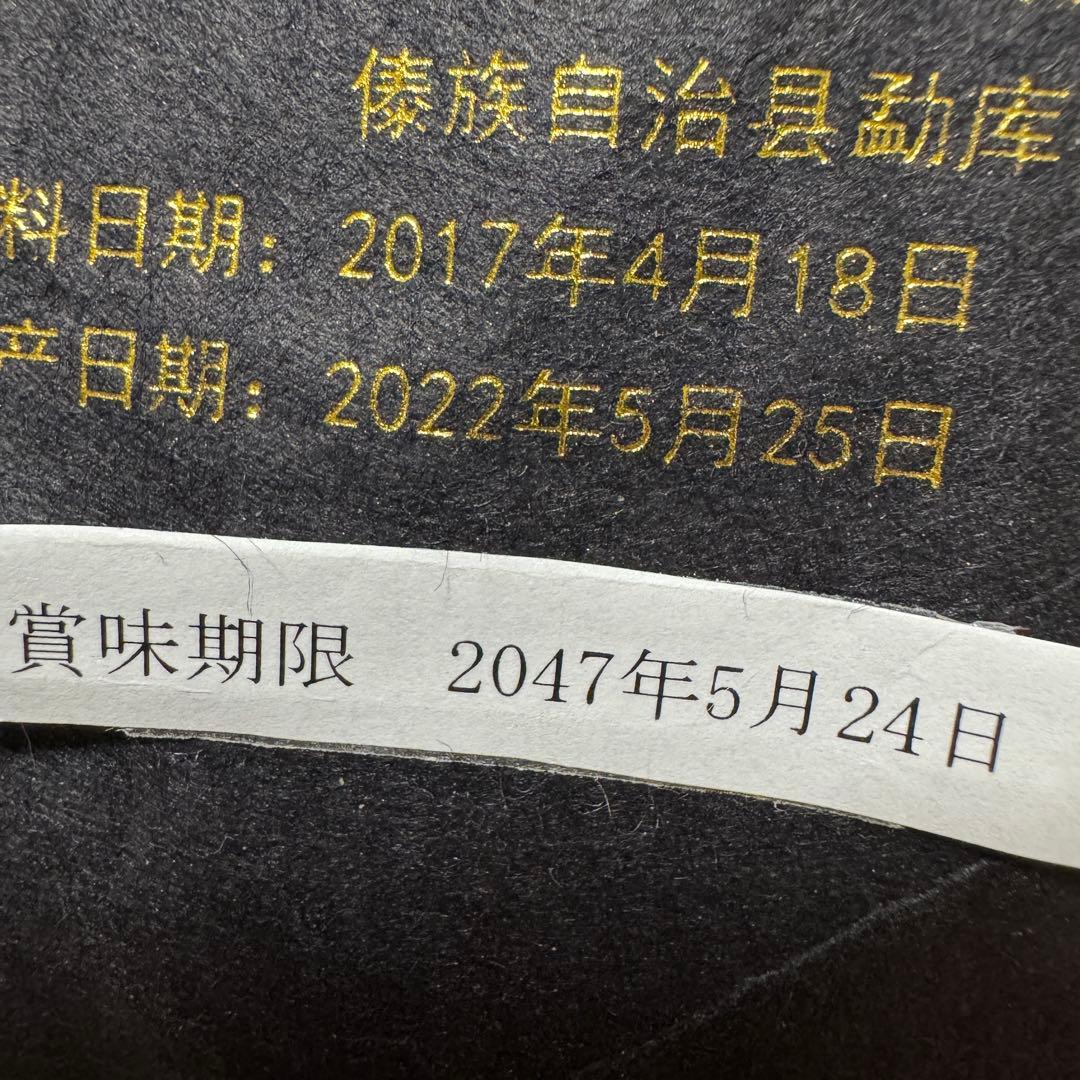 傣族自治县勐库
料日期：2017年4月18日
产日期：2022年5月25日
賞味期限　2047年5月24日